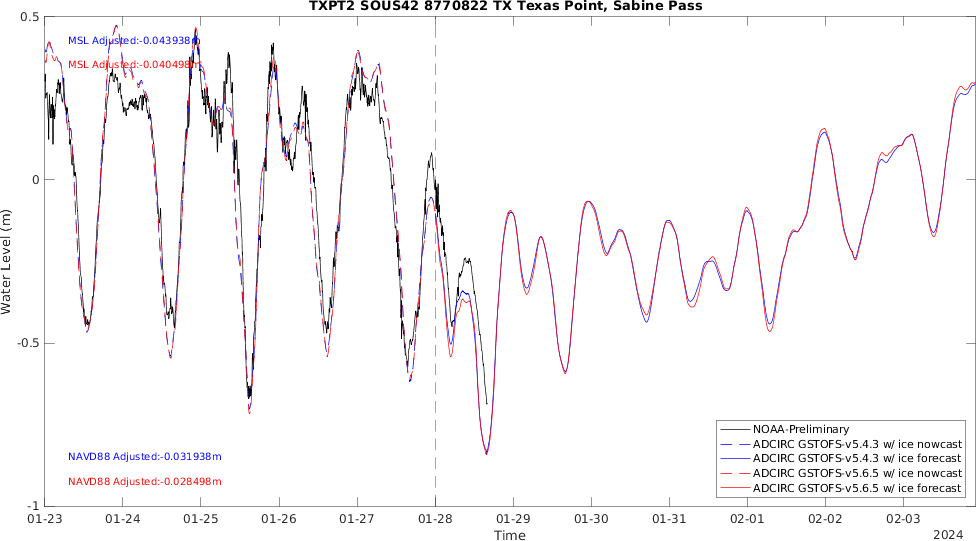 TXPT2 SOUS42 8770822 TX Texas Point, Sabine Pass
0.5
MSL Adjusted:-0.043938m
MSL Adjusted:-0.040498m
0
Water Level (m)
-0.5
NOAA-Preliminary
ADCIRC GSTOFS-v5.4.3 w/ ice nowcast
ADCIRC GSTOFS-v5.4.3 w/ ice forecast
ADCIRC GSTOFS-v5.6.5 w/ ice nowcast
ADCIRC GSTOFS-v5.6.5 w/ ice forecast
NAVD88 Adjusted:-0.031938m
NAVD88 Adjusted:-0.028498m
-1
01-23 01-24 01-25 01-26 01-27 01-28 01-29 01-30 01-31 02-01 02-02 02-03
Time
2024